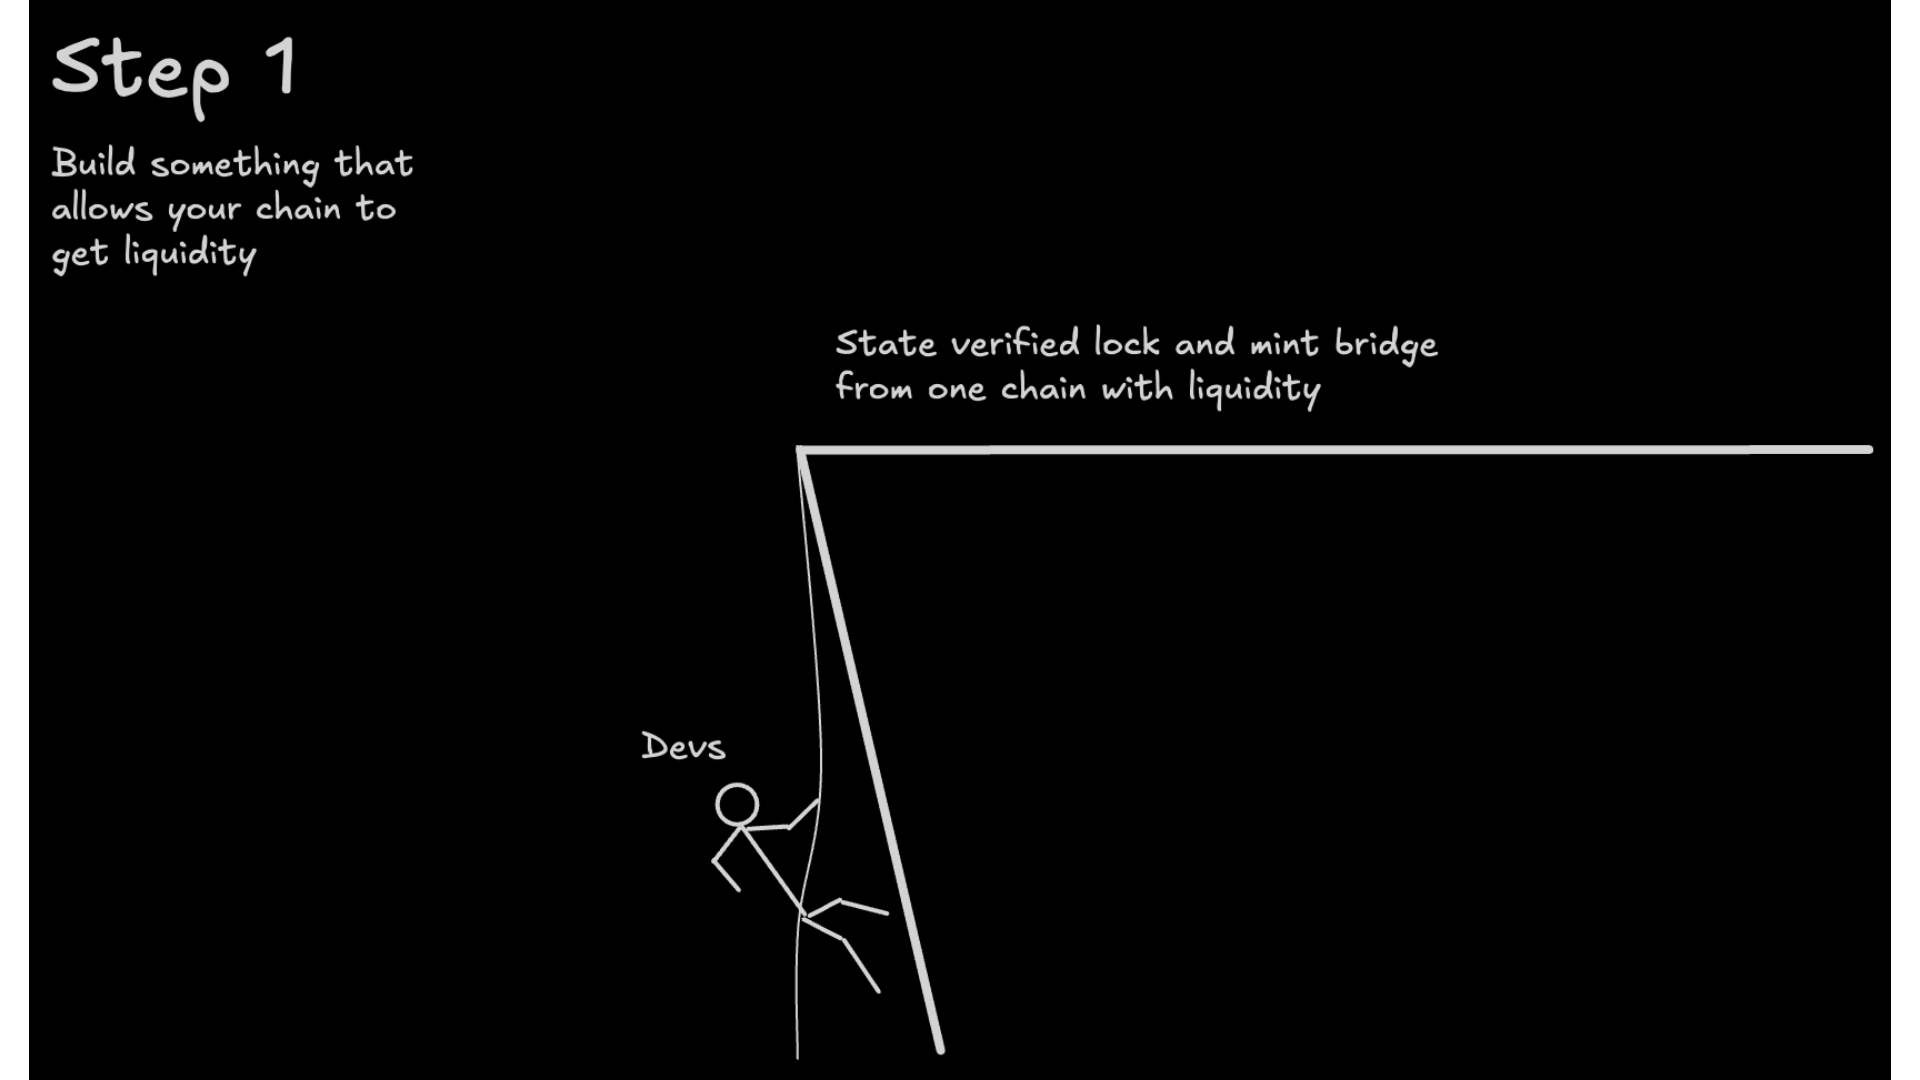 Step 1
Build something that
allows your chain to
get liquidity
State verified lock and mint bridge
from one chain with liquidity
Devs